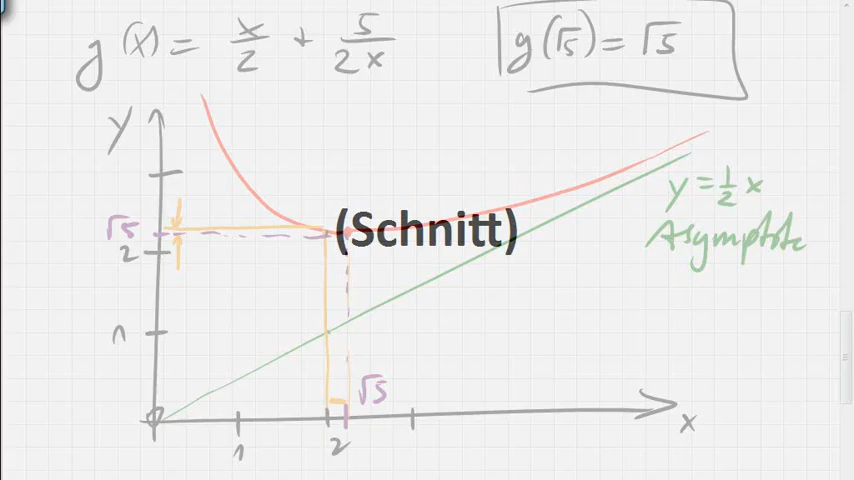 g(x) = x/2 + 5/(2x)
g(√5) = √5
y
√5
2
1
(Schnitt)
y = 1/2 x
Asymptote
√5
x
1
2